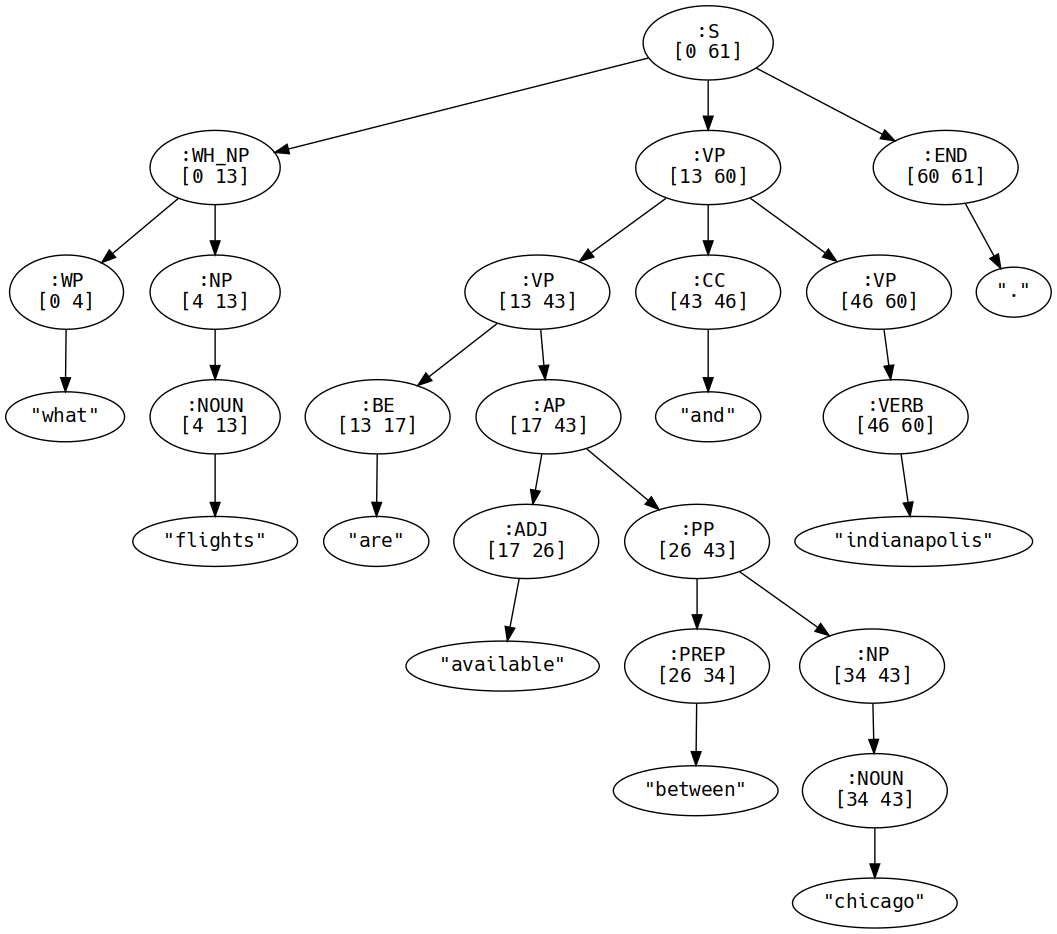 :S
[0 61]
:WH_NP
[0 13]
:VP
[13 60]
:END
[60 61]
:WP
[0 4]
:NP
[4 13]
:VP
[13 43]
:CC
[43 46]
:VP
[46 60]
"."
"what"
:NOUN
[4 13]
:BE
[13 17]
:AP
[17 43]
"and"
:VERB
[46 60]
"flights"
"are"
:ADJ
[17 26]
:PP
[26 43]
"indianapolis"
"available"
:PREP
[26 34]
:NP
[34 43]
"between"
:NOUN
[34 43]
"chicago"